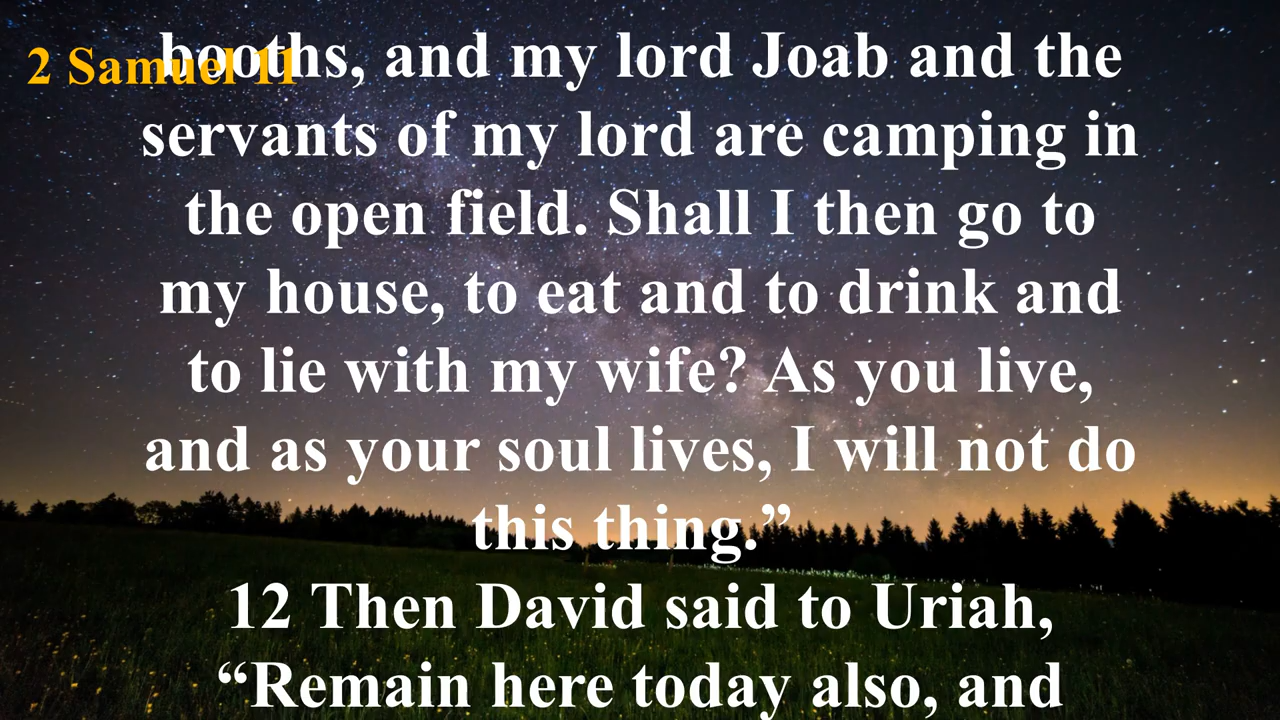 2 Samuel 11
booths, and my lord Joab and the
servants of my lord are camping in
the open field. Shall I then go to
my house, to eat and to drink and
to lie with my wife? As you live,
and as your soul lives, I will not do
this thing.”
12 Then David said to Uriah,
“Remain here today also, and